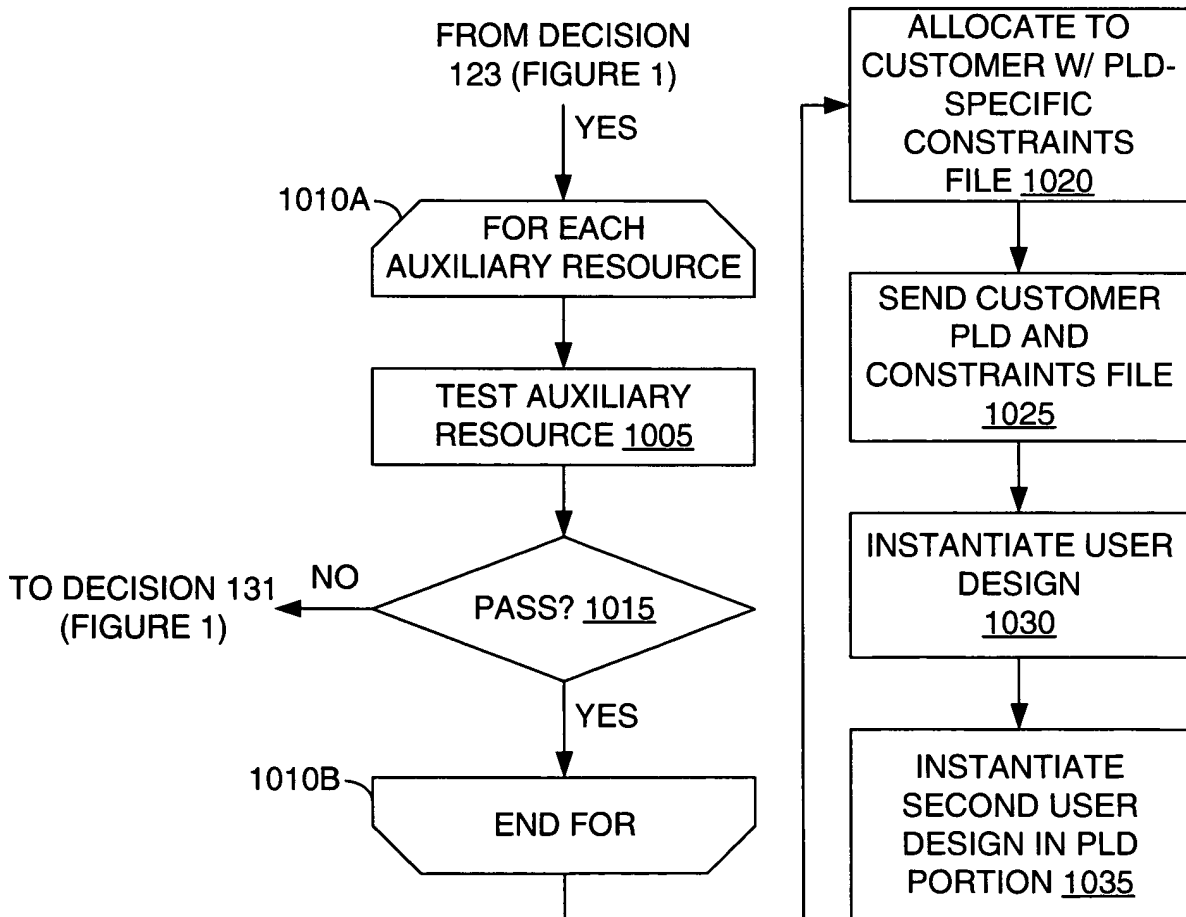 FROM DECISION
123 (FIGURE 1)
YES
1010A
FOR EACH
AUXILIARY RESOURCE
TEST AUXILIARY
RESOURCE 1005
PASS? 1015
NO
TO DECISION 131
(FIGURE 1)
YES
1010B
END FOR
ALLOCATE TO
CUSTOMER W/ PLD-
SPECIFIC
CONSTRAINTS
FILE 1020
SEND CUSTOMER
PLD AND
CONSTRAINTS FILE
1025
INSTANTIATE USER
DESIGN
1030
INSTANTIATE
SECOND USER
DESIGN IN PLD
PORTION 1035